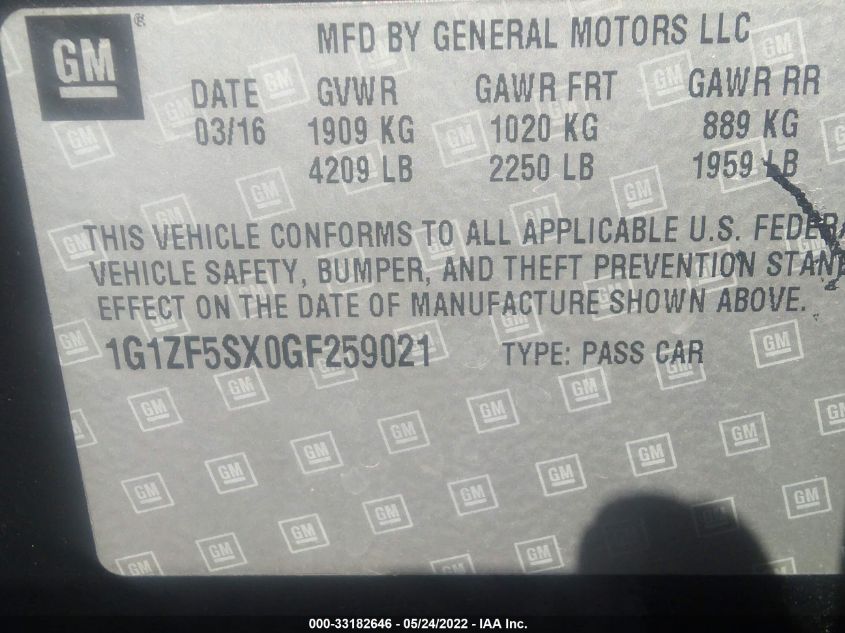 GM ®
MFD BY GENERAL MOTORS LLC
DATE GVWR GAWR FRT GAWR RR
03/16 1909 KG 1020 KG 889 KG
4209 LB 2250 LB 1959 LB
THIS VEHICLE CONFORMS TO ALL APPLICABLE U.S. FEDERA
VEHICLE SAFETY, BUMPER, AND THEFT PREVENTION STAN
EFFECT ON THE DATE OF MANUFACTURE SHOWN ABOVE.
1G1ZF5SX0GF259021 TYPE: PASS CAR
000-33182646 - 05/24/2022 - IAA Inc.